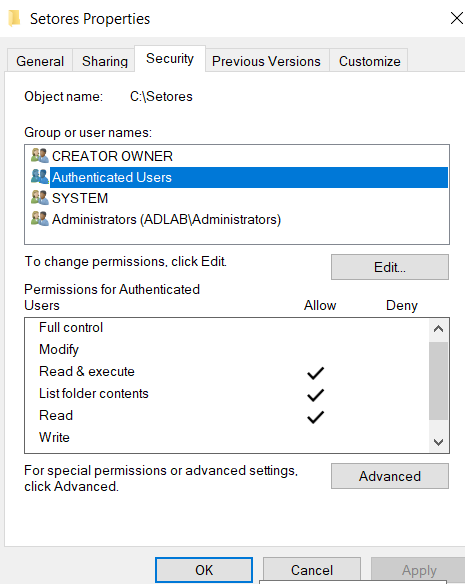 Setores Properties
General Sharing Security Previous Versions Customize
Object name: C:\Setores
Group or user names:
CREATOR OWNER
Authenticated Users
SYSTEM
Administrators (ADLAB\Administrators)
To change permissions, click Edit.
Edit...
Permissions for Authenticated
Users Allow Deny
Full control
Modify
Read & execute
List folder contents
Read
Write
For special permissions or advanced settings,
click Advanced.
Advanced
OK Cancel Apply